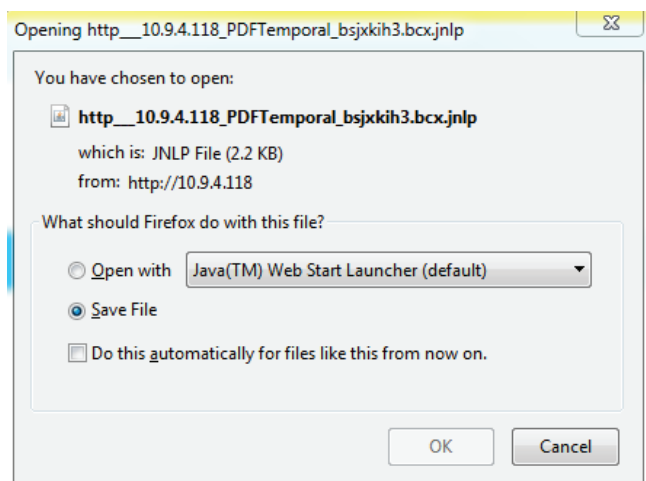 Opening http___10.9.4.118_PDFTemporal_bsjxkih3.bcx.jnlp
You have chosen to open:
http___10.9.4.118_PDFTemporal_bsjxkih3.bcx.jnlp
which is: JNLP File (2.2 KB)
from: http://10.9.4.118
What should Firefox do with this file?
Open with Java(TM) Web Start Launcher (default)
Save File
Do this automatically for files like this from now on.
OK Cancel